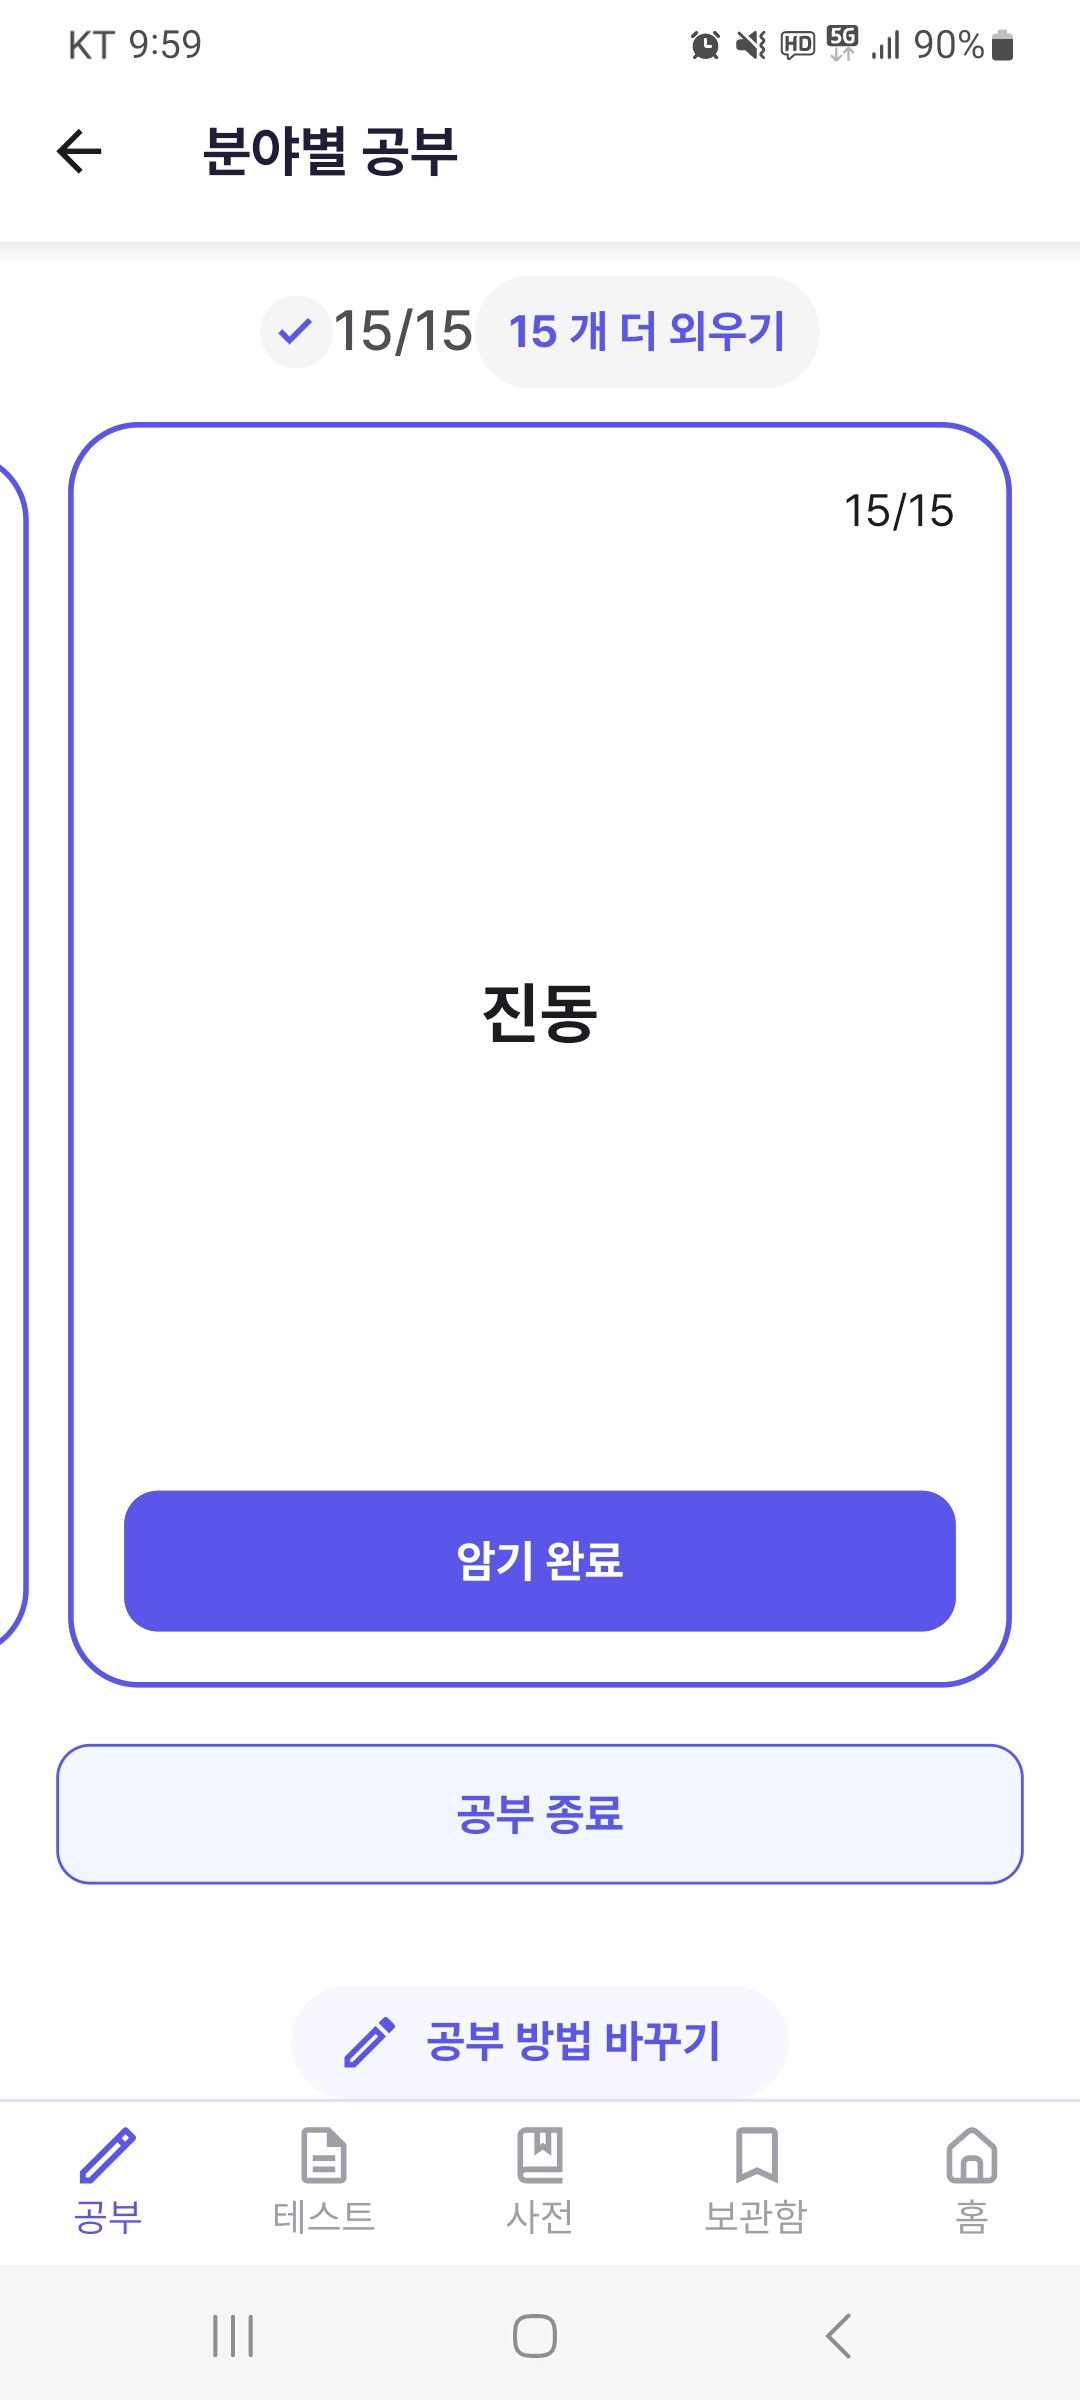 KT 9:59 HD 5G 90%
분야별 공부
15/15 15 개 더 외우기
15/15
진동
암기 완료
공부 종료
공부 방법 바꾸기
공부 테스트 사전 보관함 홈